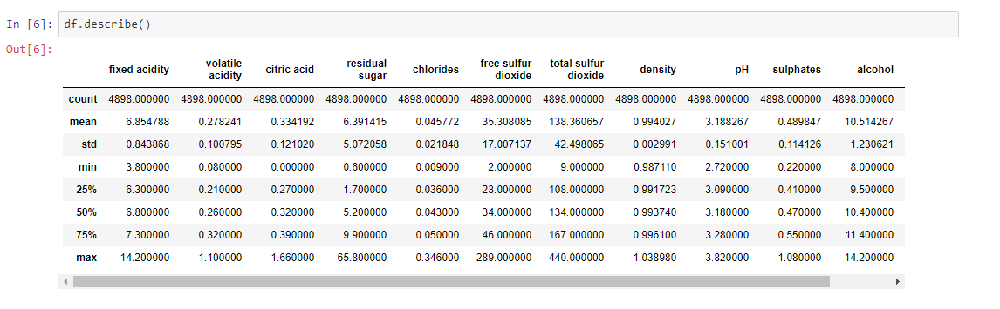 In [6]: df.describe()
Out[6]:
fixed acidity volatile acidity citric acid residual sugar chlorides free sulfur dioxide total sulfur dioxide density pH sulphates alcohol
count 4898.000000 4898.000000 4898.000000 4898.000000 4898.000000 4898.000000 4898.000000 4898.000000 4898.000000 4898.000000 4898.000000
mean 6.854788 0.278241 0.334192 6.391415 0.045772 35.308085 138.360657 0.994027 3.188267 0.489847 10.514267
std 0.843868 0.100795 0.121020 5.072058 0.021848 17.007137 42.498065 0.002991 0.151001 0.114126 1.230621
min 3.800000 0.080000 0.000000 0.600000 0.009000 2.000000 9.000000 0.987110 2.720000 0.220000 8.000000
25% 6.300000 0.210000 0.270000 1.700000 0.036000 23.000000 108.000000 0.991723 3.090000 0.410000 9.500000
50% 6.800000 0.260000 0.320000 5.200000 0.043000 34.000000 134.000000 0.993740 3.180000 0.470000 10.400000
75% 7.300000 0.320000 0.390000 9.900000 0.050000 46.000000 167.000000 0.996100 3.280000 0.550000 11.400000
max 14.200000 1.100000 1.660000 65.800000 0.346000 289.000000 440.000000 1.038980 3.820000 1.080000 14.200000